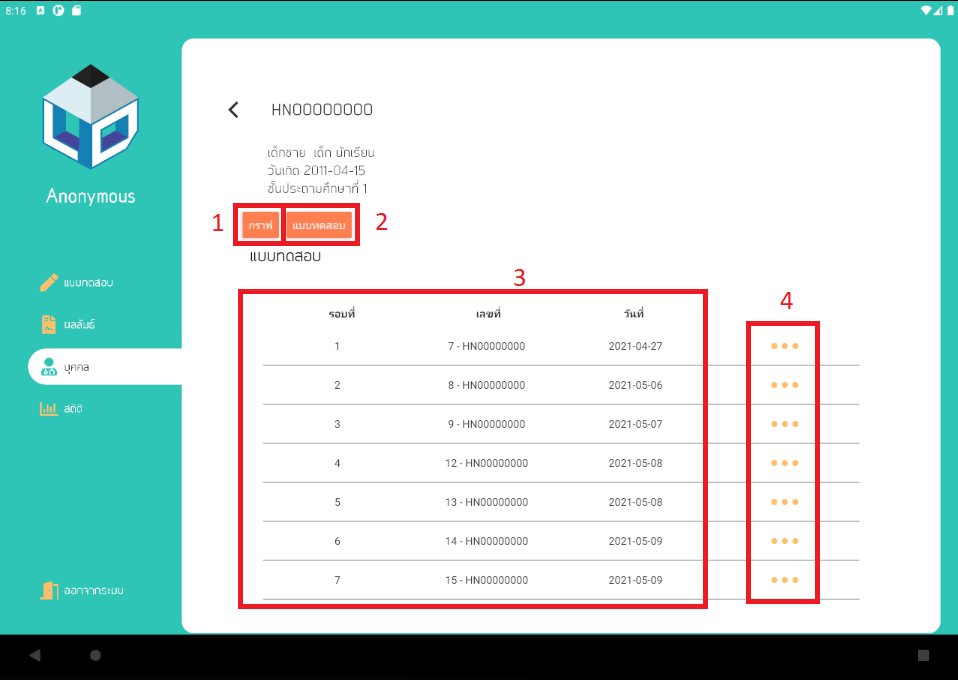 8:16
HN00000000
เด็กชาย เด็ก นักเรียน
วันเกิด 2011-04-15
ชั้นประถามศึกษาที่ 1
Anonymous
1
กราฟ
แบบทดสอบ
2
แบบทดสอบ
3
4
แบบทดสอบ
ผลลัพธ์
บุคคล
สถิติ
ออกจากระบบ
รอบที่ เลขที่ วันที่
1 7 - HN00000000 2021-04-27
2 8 - HN00000000 2021-05-06
3 9 - HN00000000 2021-05-07
4 12 - HN00000000 2021-05-08
5 13 - HN00000000 2021-05-08
6 14 - HN00000000 2021-05-09
7 15 - HN00000000 2021-05-09